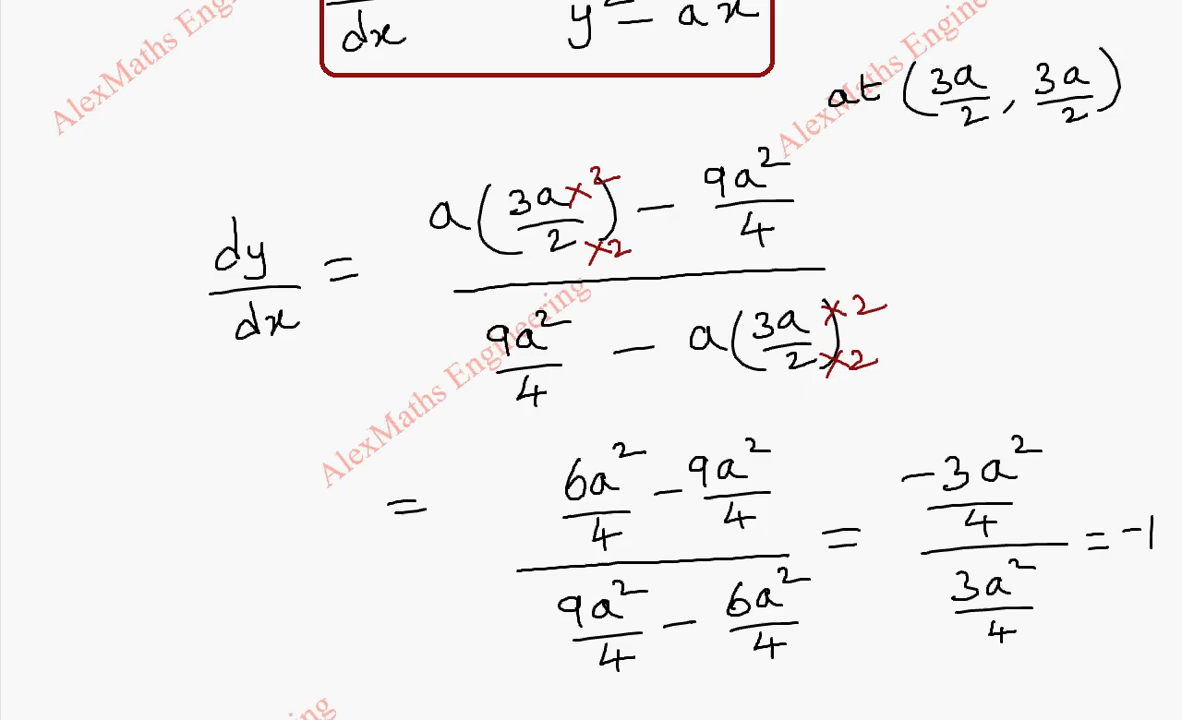 dx    y² - ax
at (3a/2, 3a/2)
dy/dx = (a(3a×2/2×2) - 9a²/4) / (9a²/4 - a(3a×2/2×2))
= (6a²/4 - 9a²/4) / (9a²/4 - 6a²/4) = (-3a²/4) / (3a²/4) = -1
AlexMaths Eng
AlexMaths Engine
AlexMaths Engineering
ring